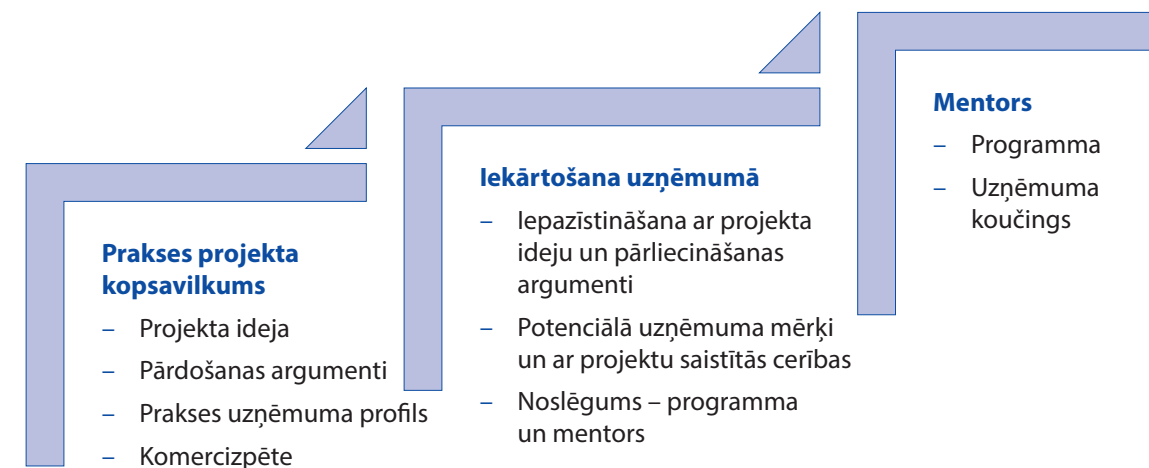 Prakses projekta
kopsavilkums
– Projekta ideja
– Pārdošanas argumenti
– Prakses uzņēmuma profils
– Komercizpēte
Iekārtošana uzņēmumā
– Iepazīstināšana ar projekta
ideju un pārliecināšanas
argumenti
– Potenciālā uzņēmuma mērķi
un ar projektu saistītās cerības
– Noslēgums – programma
un mentors
Mentors
– Programma
– Uzņēmuma
koučings